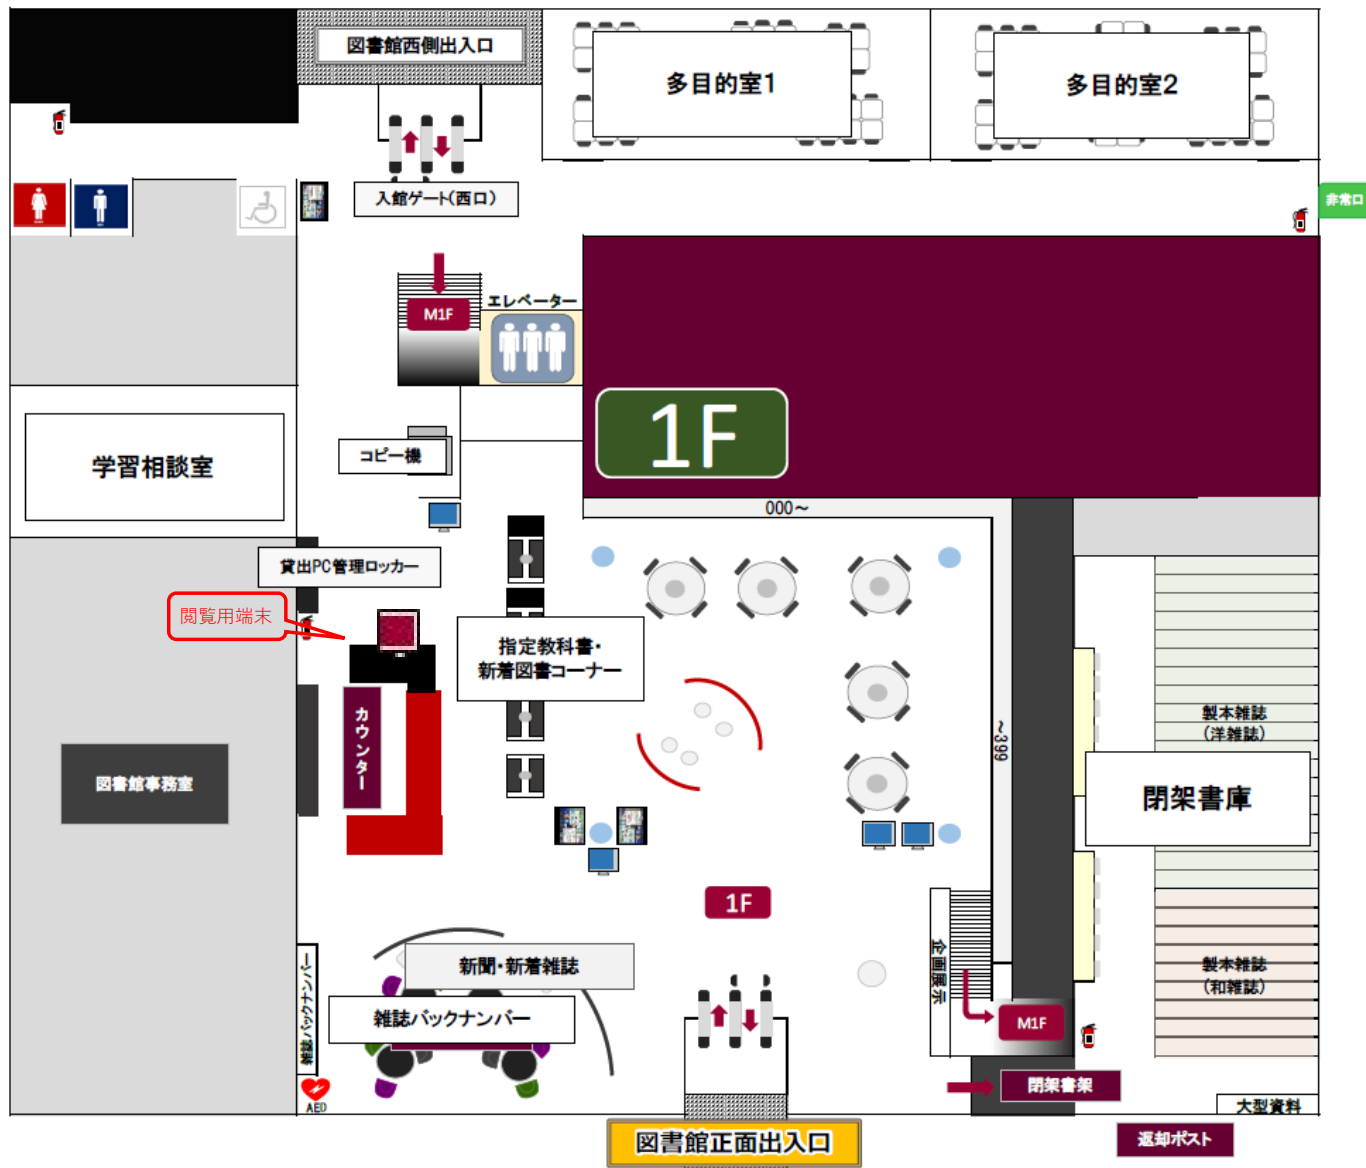 図書館西側出入口
多目的室1
多目的室2
入館ゲート(西口)
非常口
M1F
エレベーター
1F
学習相談室
コピー機
000～
貸出PC管理ロッカー
閲覧用端末
指定教科書・
新着図書コーナー
カウンター
～399
製本雑誌
(洋雑誌)
図書館事務室
閉架書庫
1F
企画展示
新聞・新着雑誌
雑誌バックナンバー
雑誌バックナンバー
製本雑誌
(和雑誌)
M1F
閉架書架
AED
大型資料
図書館正面出入口
返却ポスト